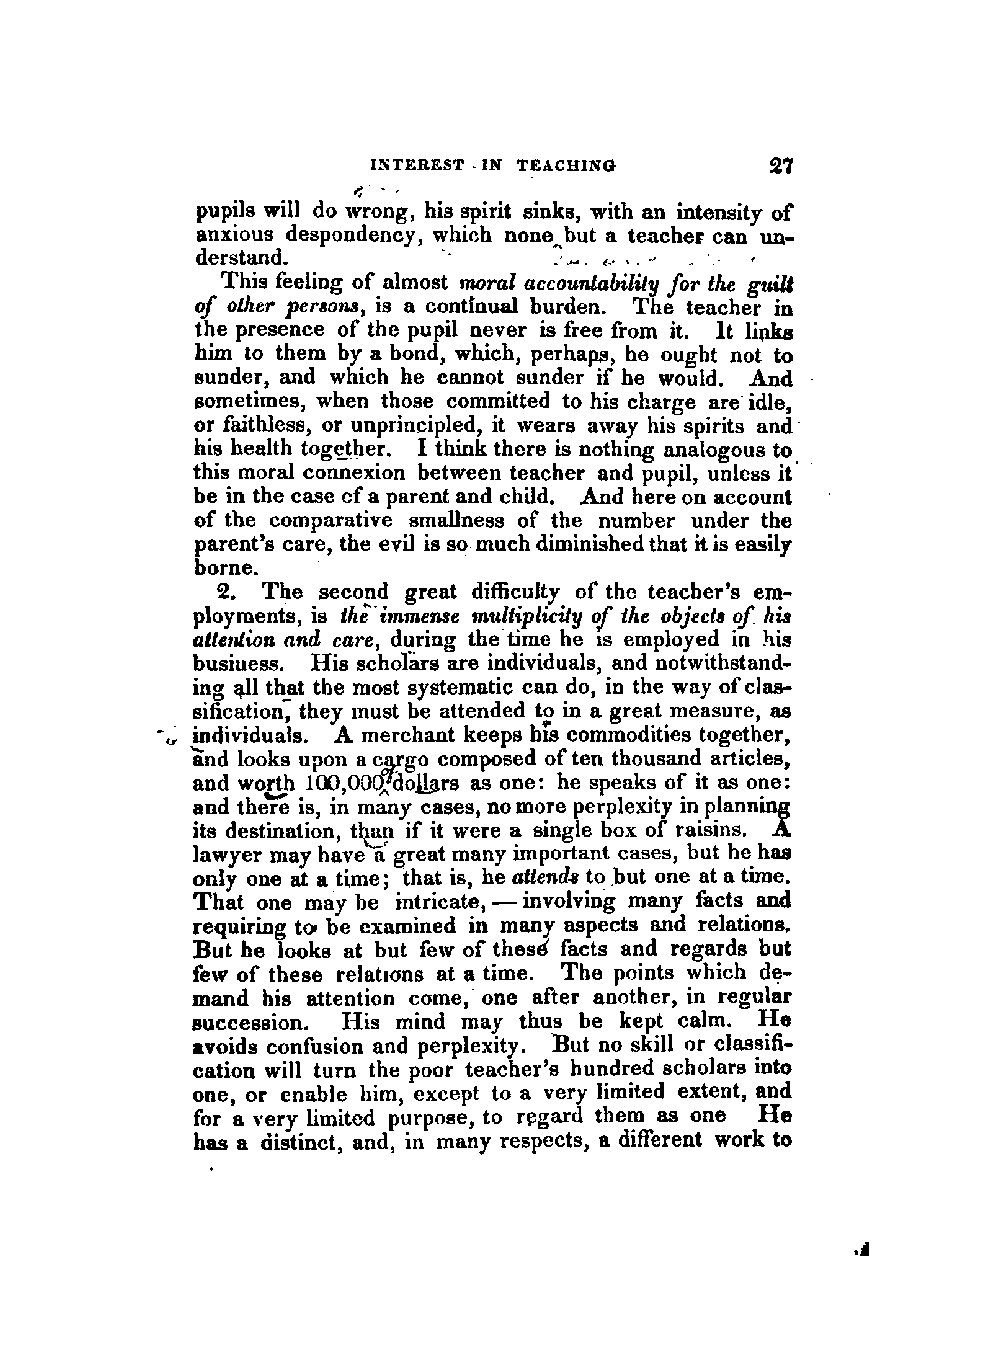 INTEREST IN TEACHING 27
pupils will do wrong, his spirit sinks, with an intensity of
anxious despondency, which none but a teacher can un-
derstand.
This feeling of almost moral accountability for the guilt
of other persons, is a continual burden. The teacher in
the presence of the pupil never is free from it. It links
him to them by a bond, which, perhaps, he ought not to
sunder, and which he cannot sunder if he would. And
sometimes, when those committed to his charge are idle,
or faithless, or unprincipled, it wears away his spirits and
his health together. I think there is nothing analogous to
this moral connexion between teacher and pupil, unless it
be in the case of a parent and child. And here on account
of the comparative smallness of the number under the
parent's care, the evil is so much diminished that it is easily
borne.
2. The second great difficulty of the teacher's em-
ployments, is the immense multiplicity of the objects of his
attention and care, during the time he is employed in his
business. His scholars are individuals, and notwithstand-
ing all that the most systematic can do, in the way of clas-
sification, they must be attended to in a great measure, as
individuals. A merchant keeps his commodities together,
and looks upon a cargo composed of ten thousand articles,
and worth 100,000 dollars as one: he speaks of it as one:
and there is, in many cases, no more perplexity in planning
its destination, than if it were a single box of raisins. A
lawyer may have a great many important cases, but he has
only one at a time; that is, he attends to but one at a time.
That one may be intricate, — involving many facts and
requiring to be examined in many aspects and relations.
But he looks at but few of these facts and regards but
few of these relations at a time. The points which de-
mand his attention come, one after another, in regular
succession. His mind may thus be kept calm. He
avoids confusion and perplexity. But no skill or classifi-
cation will turn the poor teacher's hundred scholars into
one, or enable him, except to a very limited extent, and
for a very limited purpose, to regard them as one He
has a distinct, and, in many respects, a different work to